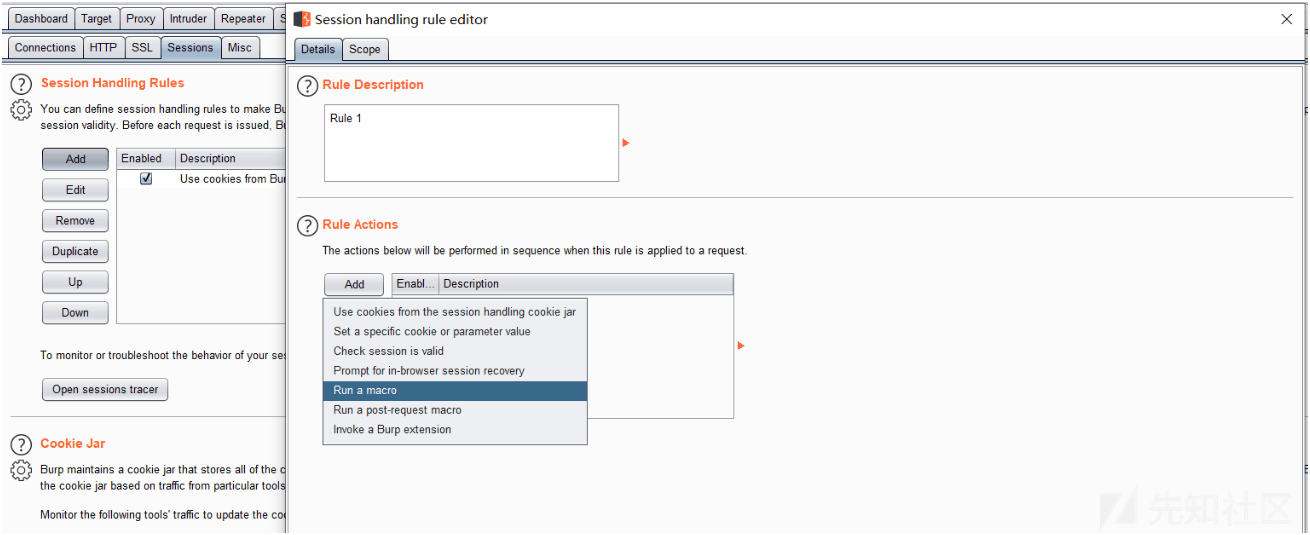 Dashboard Target Proxy Intruder Repeater S
Connections HTTP SSL Sessions Misc
Session Handling Rules
You can define session handling rules to make Bu
session validity. Before each request is issued, Bu
Add
Enabled Description
Use cookies from Bur
Edit
Remove
Duplicate
Up
Down
To monitor or troubleshoot the behavior of your ses
Open sessions tracer
Cookie Jar
Burp maintains a cookie jar that stores all of the c
the cookie jar based on traffic from particular tools
Monitor the following tools' traffic to update the coo
Session handling rule editor
Details Scope
Rule Description
Rule 1
Rule Actions
The actions below will be performed in sequence when this rule is applied to a request.
Add
Enabl... Description
Use cookies from the session handling cookie jar
Set a specific cookie or parameter value
Check session is valid
Prompt for in-browser session recovery
Run a macro
Run a post-request macro
Invoke a Burp extension
先知社区